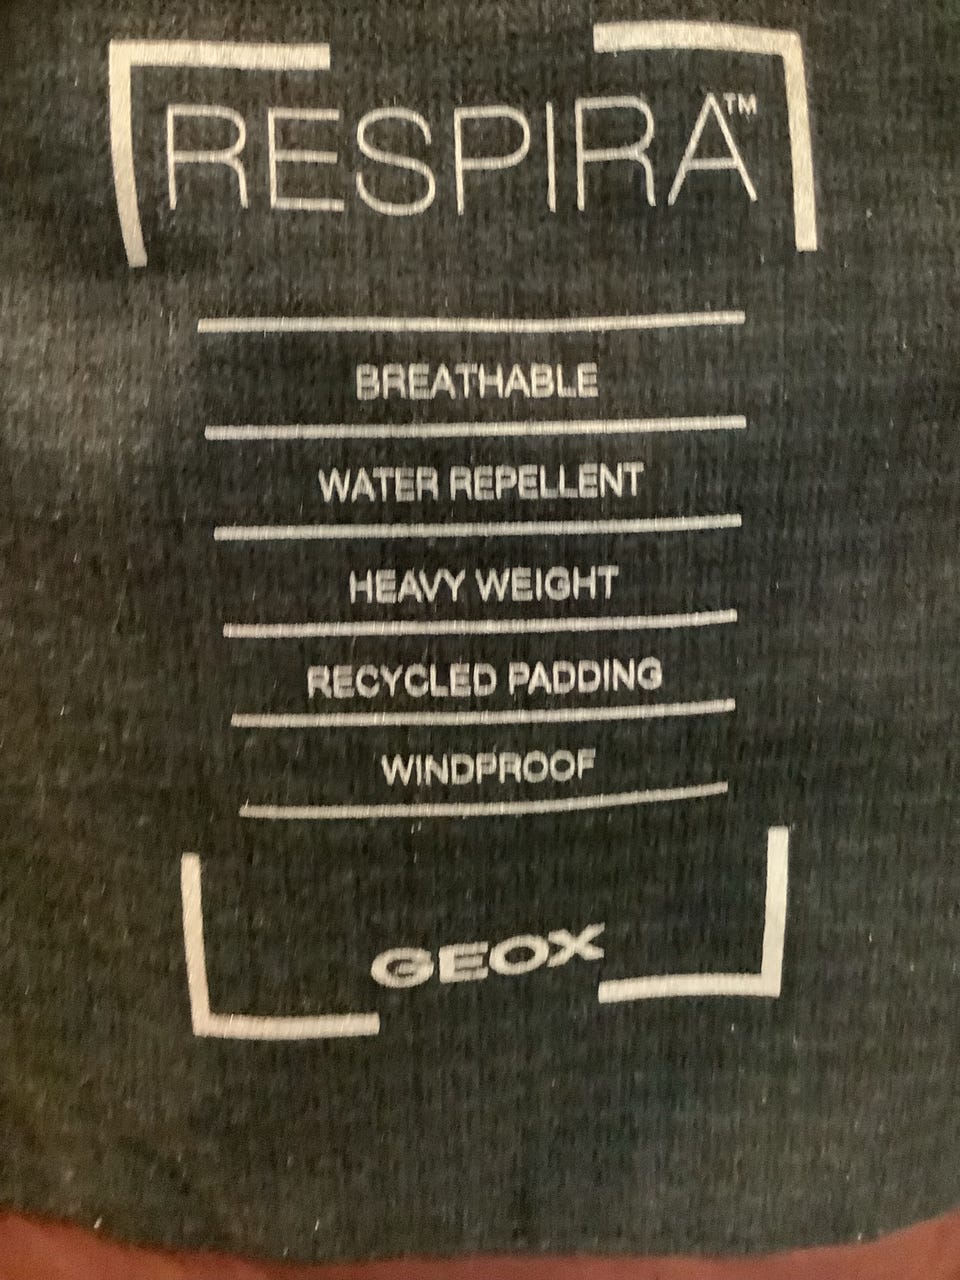 RESPIRA™
BREATHABLE
WATER REPELLENT
HEAVY WEIGHT
RECYCLED PADDING
WINDPROOF
GEOX